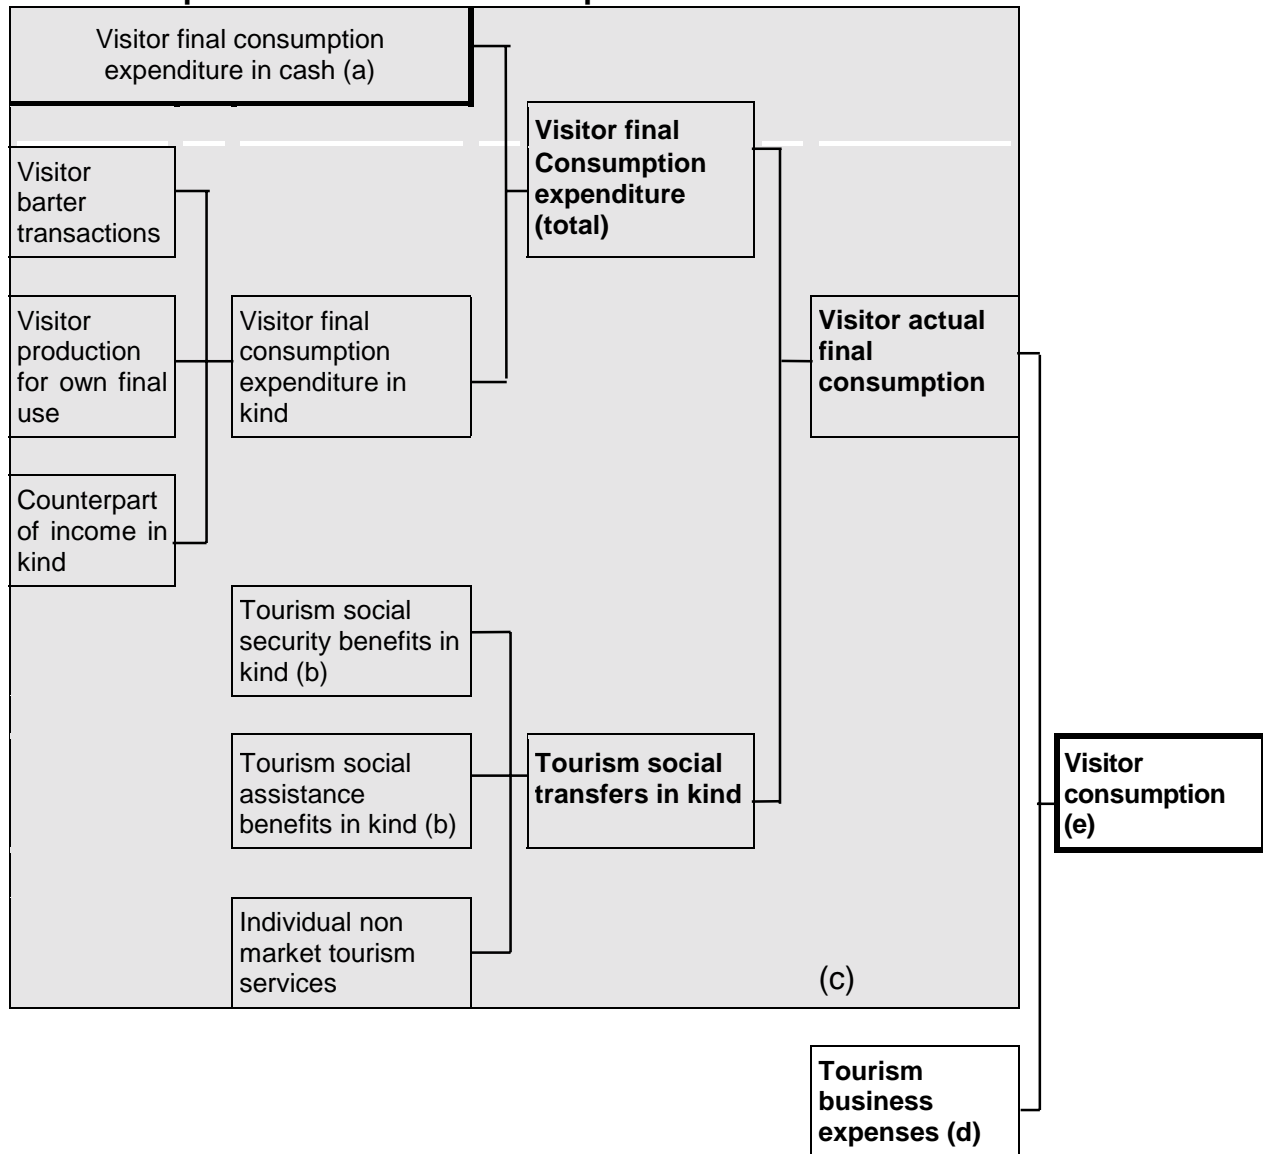 Visitor final consumption
expenditure in cash (a)
Visitor final
Consumption
expenditure
(total)
Visitor
barter
transactions
Visitor
production
for own final
use
Visitor final
consumption
expenditure in
kind
Visitor actual
final
consumption
Counterpart
of income in
kind
Tourism social
security benefits in
kind (b)
Tourism social
assistance
benefits in kind (b)
Tourism social
transfers in kind
Visitor
consumption
(e)
Individual non
market tourism
services
(c)
Tourism
business
expenses (d)